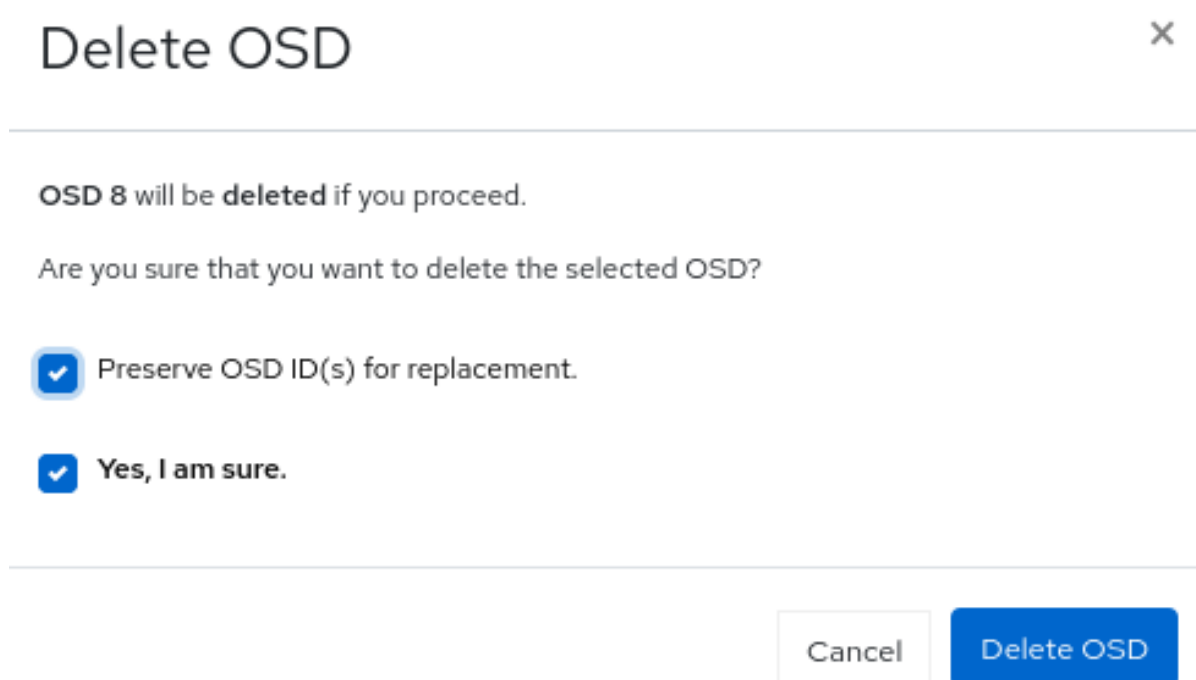 Delete OSD
OSD 8 will be deleted if you proceed.
Are you sure that you want to delete the selected OSD?
Preserve OSD ID(s) for replacement.
Yes, I am sure.
Cancel
Delete OSD